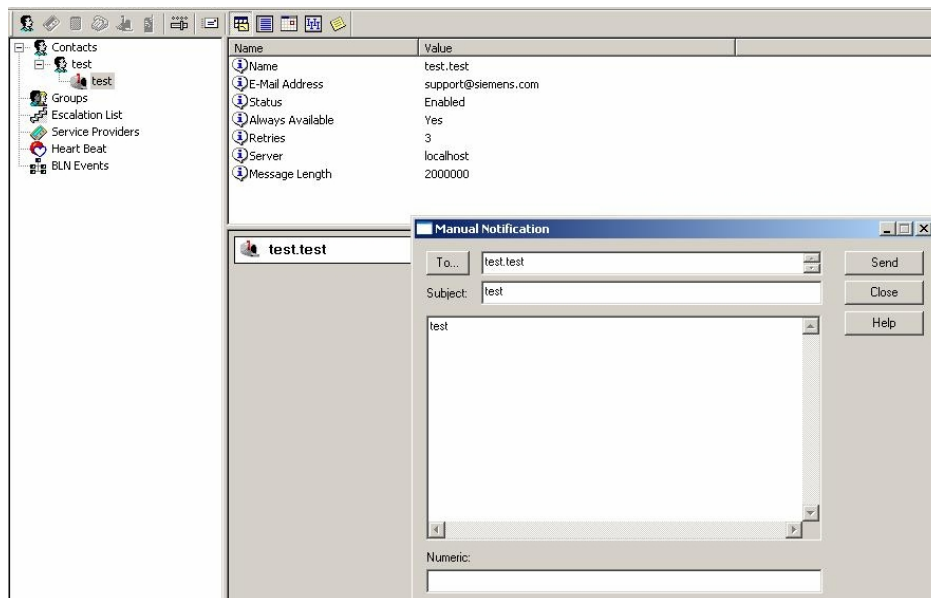 Contacts
test
test
Groups
Escalation List
Service Providers
Heart Beat
BLN Events
Name Value
Name test.test
E-Mail Address support@siemens.com
Status Enabled
Always Available Yes
Retries 3
Server localhost
Message Length 2000000
test.test
Manual Notification
To... test.test Send
Subject: test Close
test Help
Numeric: